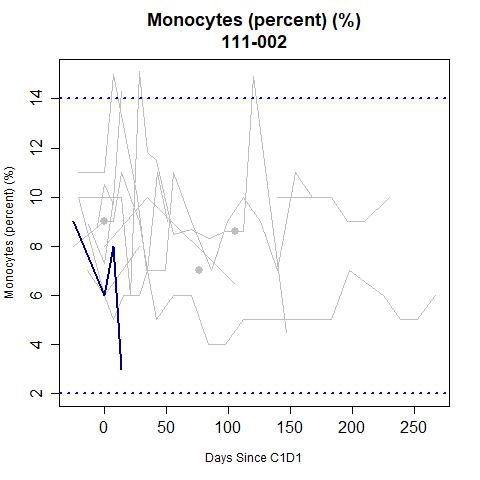 Monocytes (percent) (%)
111-002
Monocytes (percent) (%)
14
12
10
8
6
4
2
0 50 100 150 200 250
Days Since C1D1